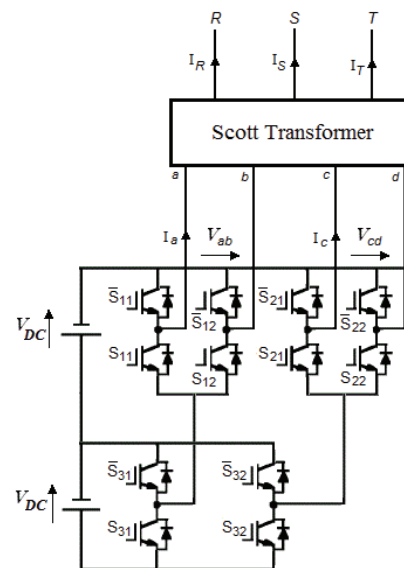 R S T
I_R I_S I_T
Scott Transformer
a b c d
I_a V_ab I_c V_cd
S̅11 S̅12 S̅21 S̅22
V_DC
S11 S12 S21 S22
S̅31 S̅32
V_DC
S31 S32